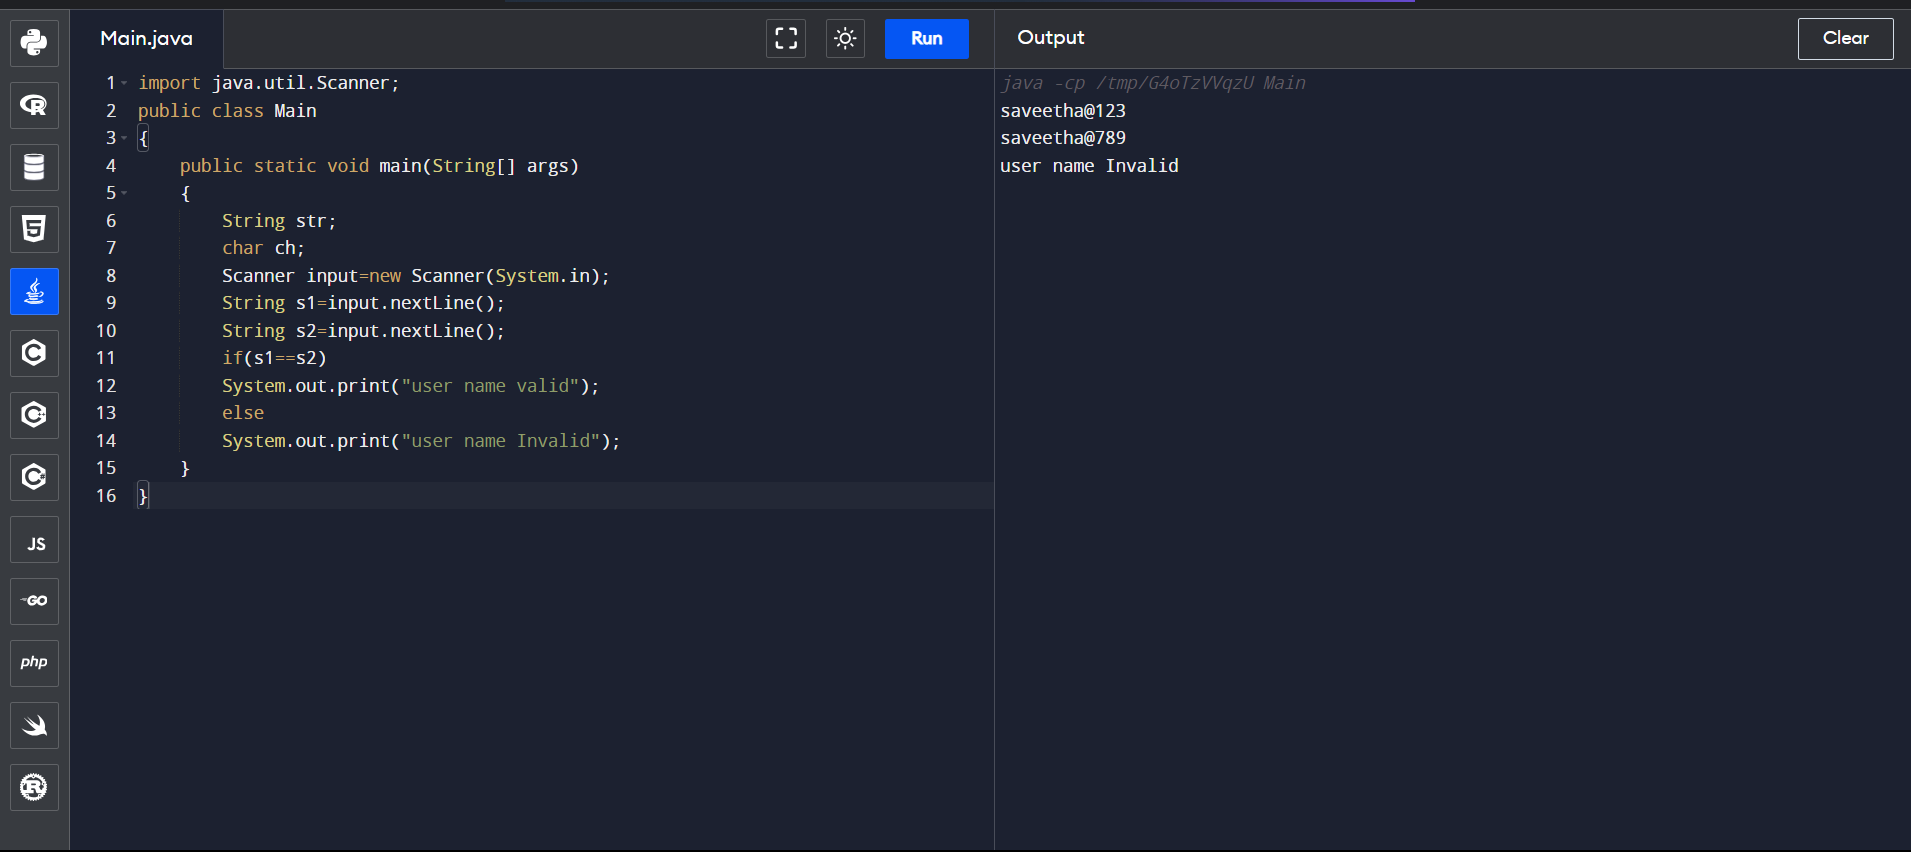 Main.java
Run
Output
Clear
1 import java.util.Scanner;
2 public class Main
3 {
4     public static void main(String[] args)
5     {
6         String str;
7         char ch;
8         Scanner input=new Scanner(System.in);
9         String s1=input.nextLine();
10         String s2=input.nextLine();
11         if(s1==s2)
12         System.out.print("user name valid");
13         else
14         System.out.print("user name Invalid");
15     }
16 }
java -cp /tmp/G4oTzVVqzU Main
saveetha@123
saveetha@789
user name Invalid
R
5
C
C
C
JS
GO
php
R